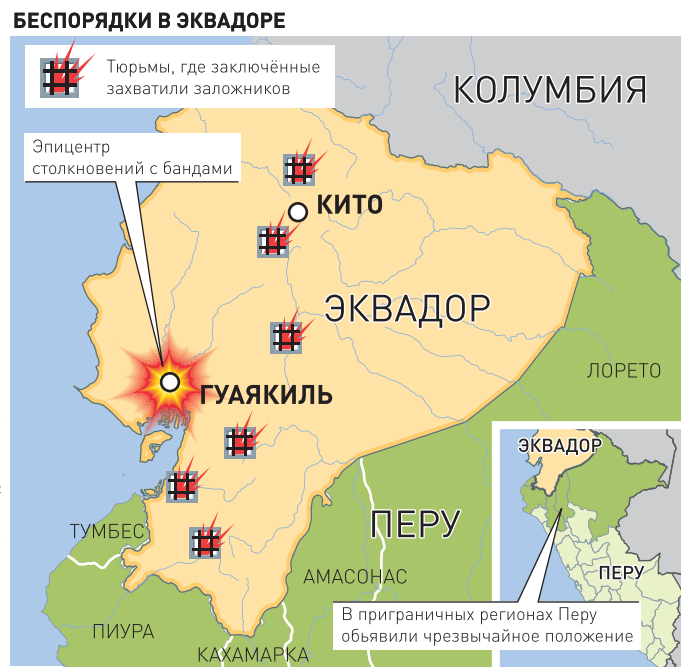 БЕСПОРЯДКИ В ЭКВАДОРЕ
Тюрьмы, где заключённые
захватили заложников
КОЛУМБИЯ
Эпицентр
столкновений с бандами
КИТО
ЭКВАДОР
ЛОРЕТО
ГУАЯКИЛЬ
ЭКВАДОР
ПЕРУ
ТУМБЕС
АМАСОНАС
ПЕРУ
В приграничных регионах Перу
обьявили чрезвычайное положение
ПИУРА
КАХАМАРКА